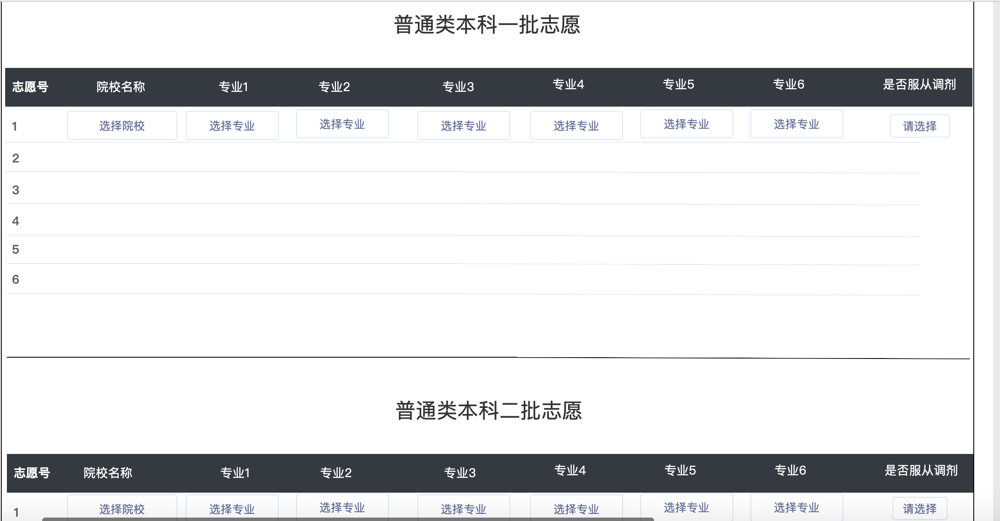 普通类本科一批志愿
志愿号 院校名称 专业1 专业2 专业3 专业4 专业5 专业6 是否服从调剂
1 选择院校 选择专业 选择专业 选择专业 选择专业 选择专业 选择专业 请选择
2
3
4
5
6
普通类本科二批志愿
志愿号 院校名称 专业1 专业2 专业3 专业4 专业5 专业6 是否服从调剂
1 选择院校 选择专业 选择专业 选择专业 选择专业 选择专业 选择专业 请选择